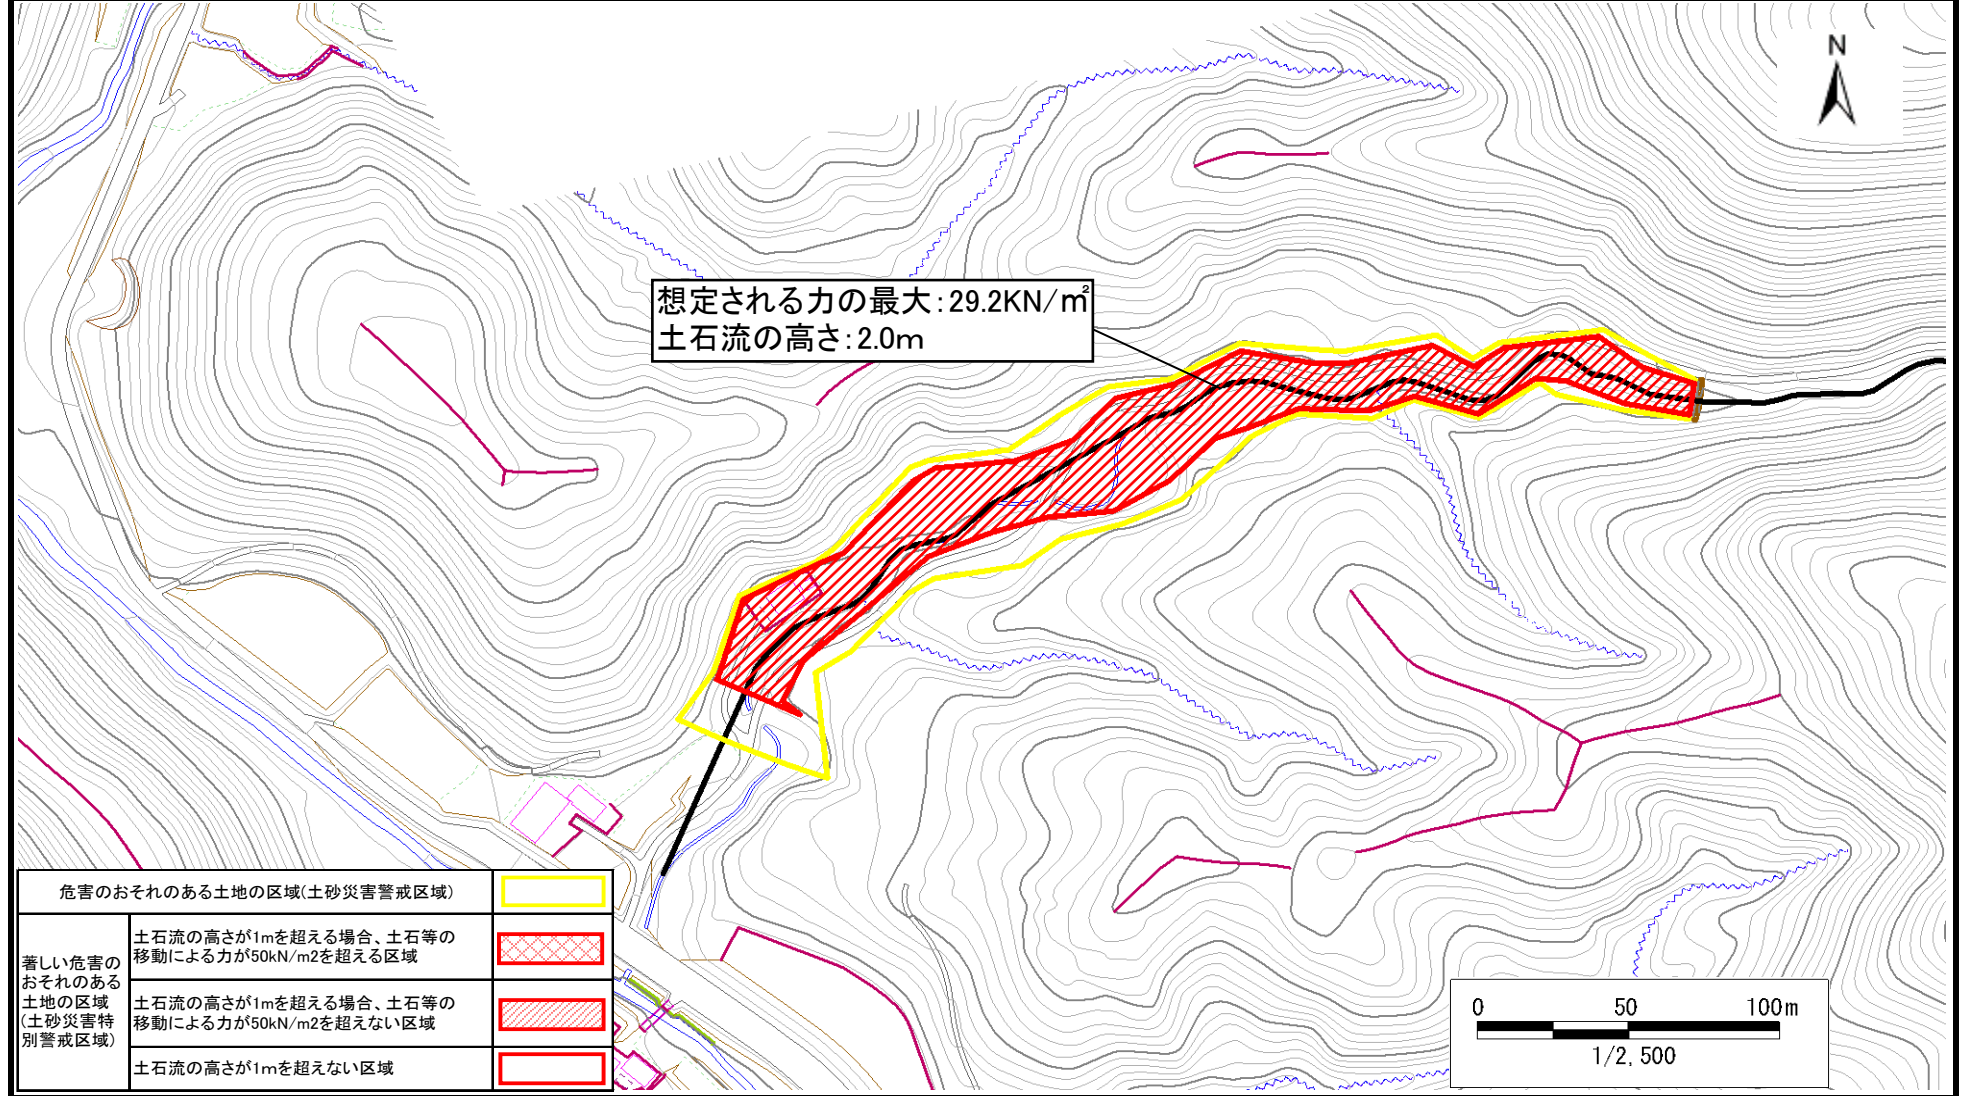 N
想定される力の最大:29.2KN/㎡
土石流の高さ:2.0m
危害のおそれのある土地の区域(土砂災害警戒区域)
著しい危害の
おそれのある
土地の区域
(土砂災害特
別警戒区域)
土石流の高さが1mを超える場合、土石等の
移動による力が50kN/m2を超える区域
土石流の高さが1mを超える場合、土石等の
移動による力が50kN/m2を超えない区域
土石流の高さが1mを超えない区域
0 50 100m
1/2,500